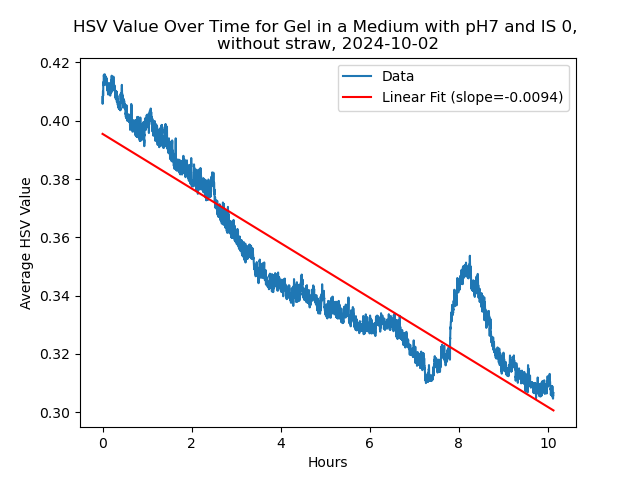 HSV Value Over Time for Gel in a Medium with pH7 and IS 0,
without straw, 2024-10-02
Data
Linear Fit (slope=-0.0094)
Average HSV Value
0.42
0.40
0.38
0.36
0.34
0.32
0.30
0 2 4 6 8 10
Hours